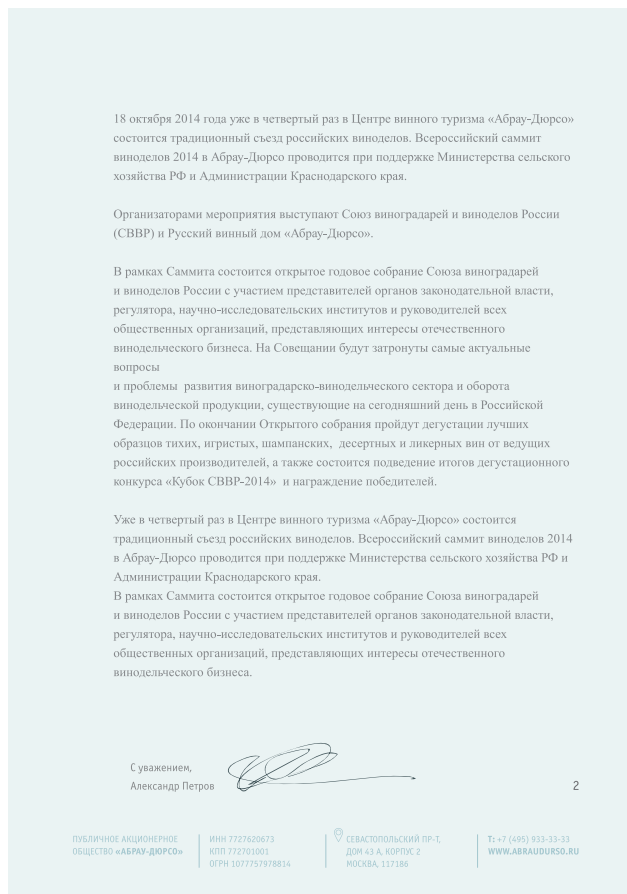 18 октября 2014 года уже в четвертый раз в Центре винного туризма «Абрау-Дюрсо»
состоится традиционный съезд российских виноделов. Всероссийский саммит
виноделов 2014 в Абрау-Дюрсо проводится при поддержке Министерства сельского
хозяйства РФ и Администрации Краснодарского края.

Организаторами мероприятия выступают Союз виноградарей и виноделов России
(СВВР) и Русский винный дом «Абрау-Дюрсо».

В рамках Саммита состоится открытое годовое собрание Союза виноградарей
и виноделов России с участием представителей органов законодательной власти,
регулятора, научно-исследовательских институтов и руководителей всех
общественных организаций, представляющих интересы отечественного
винодельческого бизнеса. На Совещании будут затронуты самые актуальные
вопросы
и проблемы развития виноградарско-винодельческого сектора и оборота
винодельческой продукции, существующие на сегодняшний день в Российской
Федерации. По окончании Открытого собрания пройдут дегустации лучших
образцов тихих, игристых, шампанских, десертных и ликерных вин от ведущих
российских производителей, а также состоится подведение итогов дегустационного
конкурса «Кубок СВВР-2014» и награждение победителей.

Уже в четвертый раз в Центре винного туризма «Абрау-Дюрсо» состоится
традиционный съезд российских виноделов. Всероссийский саммит виноделов 2014
в Абрау-Дюрсо проводится при поддержке Министерства сельского хозяйства РФ и
Администрации Краснодарского края.
В рамках Саммита состоится открытое годовое собрание Союза виноградарей
и виноделов России с участием представителей органов законодательной власти,
регулятора, научно-исследовательских институтов и руководителей всех
общественных организаций, представляющих интересы отечественного
винодельческого бизнеса.

С уважением,
Александр Петров
2

ПУБЛИЧНОЕ АКЦИОНЕРНОЕ
ОБЩЕСТВО «АБРАУ-ДЮРСО»
ИНН 7727620673
КПП 772701001
ОГРН 1077757978814
СЕВАСТОПОЛЬСКИЙ ПР-Т,
ДОМ 43 А, КОРПУС 2
МОСКВА, 117186
Т: +7 (495) 933-33-33
WWW.ABRAUDURSO.RU